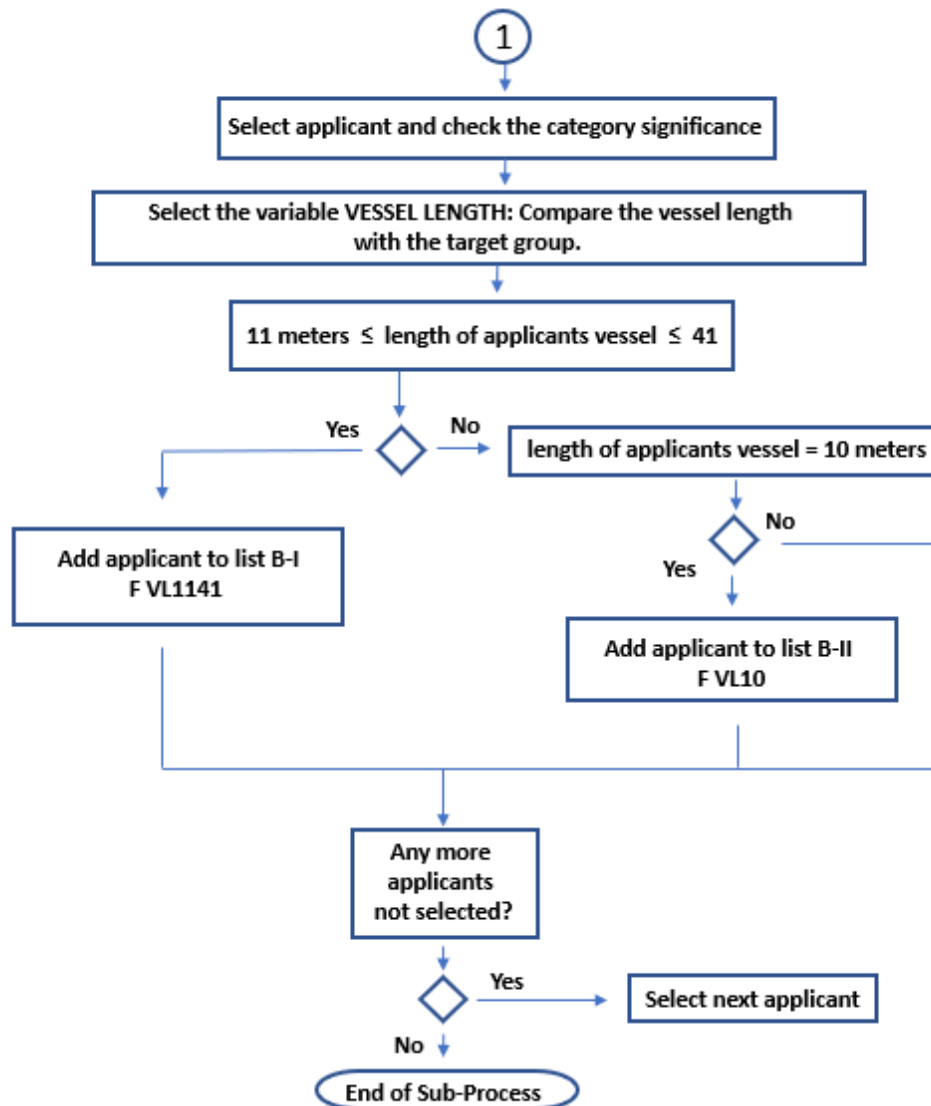 1
Select applicant and check the category significance
Select the variable VESSEL LENGTH: Compare the vessel length
with the target group.
11 meters ≤ length of applicants vessel ≤ 41
Yes
No
length of applicants vessel = 10 meters
No
Yes
Add applicant to list B-I
F VL1141
Add applicant to list B-II
F VL10
Any more
applicants
not selected?
Yes
Select next applicant
No
End of Sub-Process